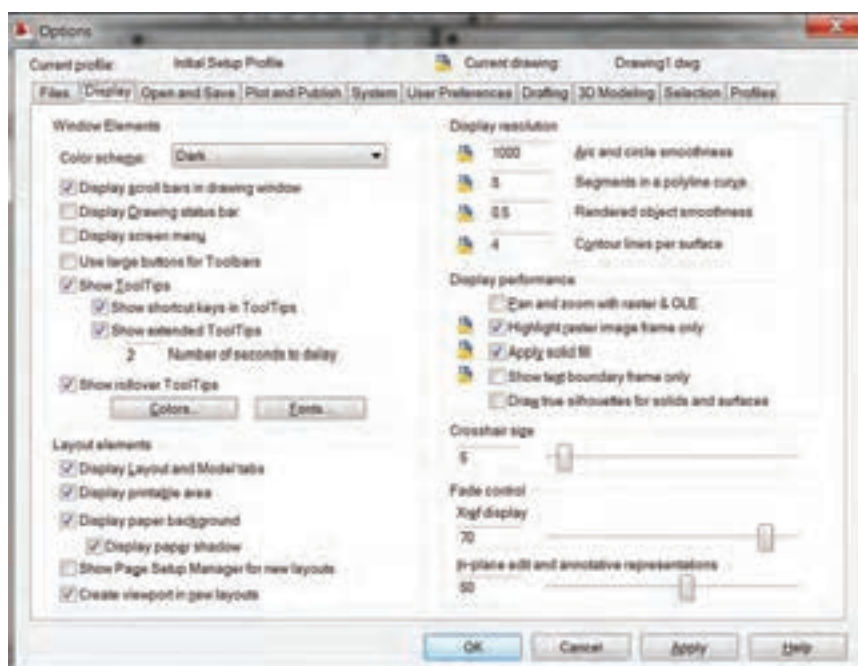 Options
Current profile: Initial Setup Profile Current drawing: Drawing1.dwg
Files Display Open and Save Plot and Publish System User Preferences Drafting 3D Modeling Selection Profiles
Window Elements
Color scheme: Dark
Display scroll bars in drawing window
Display Drawing status bar
Display screen menu
Use large buttons for Toolbars
Show ToolTips
Show shortcut keys in ToolTips
Show extended ToolTips
2 Number of seconds to delay
Show rollover ToolTips
Colors... Fonts...
Layout elements
Display Layout and Model tabs
Display printable area
Display paper background
Display paper shadow
Show Page Setup Manager for new layouts
Create viewport in new layouts
Display resolution
1000 Arc and circle smoothness
8 Segments in a polyline curve
0.5 Rendered object smoothness
4 Contour lines per surface
Display performance
Pan and zoom with raster & OLE
Highlight raster image frame only
Apply solid fill
Show text boundary frame only
Draw true silhouettes for solids and surfaces
Crosshair size
5
Fade control
Xref display
70
In-place edit and annotative representations
50
OK Cancel Apply Help